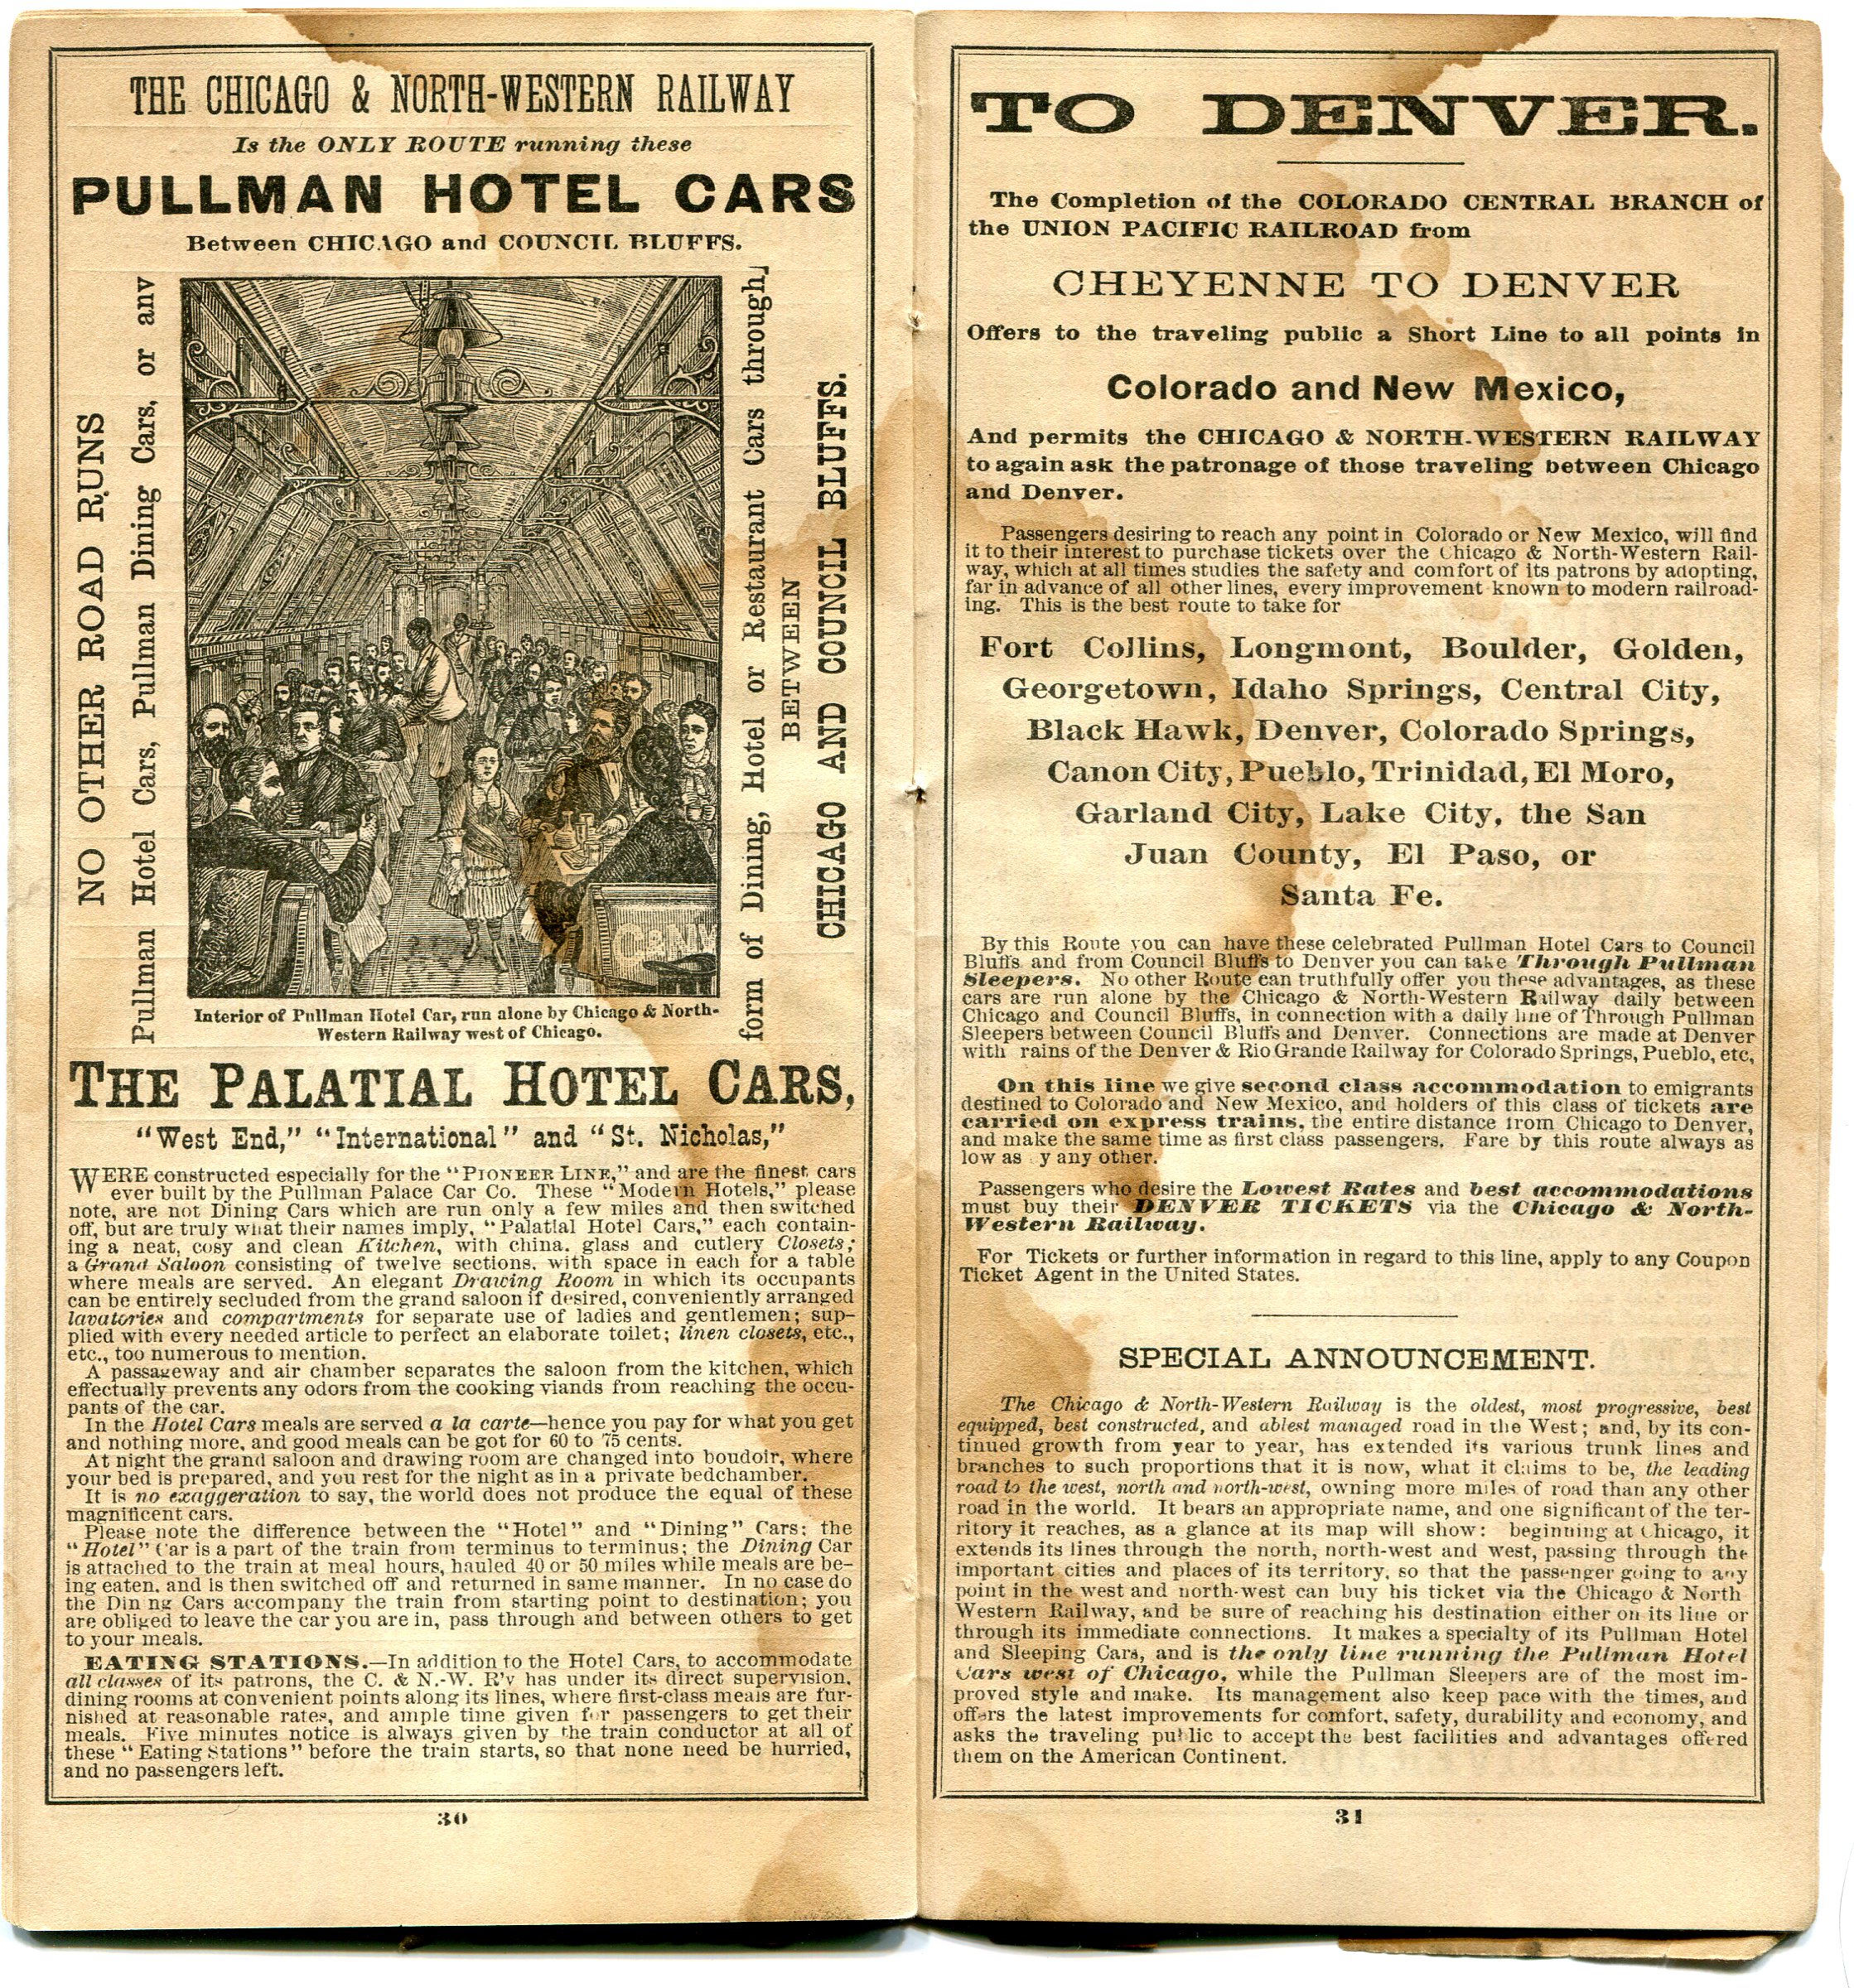 THE CHICAGO & NORTH-WESTERN RAILWAY
Is the ONLY ROUTE running these
PULLMAN HOTEL CARS
Between CHICAGO and COUNCIL BLUFFS.
NO OTHER ROAD RUNS
Pullman Hotel Cars, Pullman Dining Cars, or any
form of Dining, Hotel or Restaurant Cars through
BETWEEN
CHICAGO AND COUNCIL BLUFFS.
C&NW
Interior of Pullman Hotel Car, run alone by Chicago & North-
Western Railway west of Chicago.
THE PALATIAL HOTEL CARS,
"West End," "International" and "St. Nicholas,"
WERE constructed especially for the "PIONEER LINE," and are the finest cars
ever built by the Pullman Palace Car Co. These "Modern Hotels," please
note, are not Dining Cars which are run only a few miles and then switched
off, but are truly what their names imply, "Palatial Hotel Cars," each contain-
ing a neat, cosy and clean Kitchen, with china. glass and cutlery Closets;
a Grand Saloon consisting of twelve sections. with space in each for a table
where meals are served. An elegant Drawing Room in which its occupants
can be entirely secluded from the grand saloon if desired, conveniently arranged
lavatories and compartments for separate use of ladies and gentlemen; sup-
plied with every needed article to perfect an elaborate toilet; linen closets, etc.,
etc., too numerous to mention.
A passageway and air chamber separates the saloon from the kitchen, which
effectually prevents any odors from the cooking viands from reaching the occu-
pants of the car.
In the Hotel Cars meals are served a la carte—hence you pay for what you get
and nothing more, and good meals can be got for 60 to 75 cents.
At night the grand saloon and drawing room are changed into boudoir, where
your bed is prepared, and you rest for the night as in a private bedchamber.
It is no exaggeration to say, the world does not produce the equal of these
magnificent cars.
Please note the difference between the "Hotel" and "Dining" Cars: the
"Hotel" Car is a part of the train from terminus to terminus; the Dining Car
is attached to the train at meal hours, hauled 40 or 50 miles while meals are be-
ing eaten. and is then switched off and returned in same manner. In no case do
the Din ng Cars accompany the train from starting point to destination; you
are obliged to leave the car you are in, pass through and between others to get
to your meals.
EATING STATIONS.—In addition to the Hotel Cars, to accommodate
all classes of its patrons, the C. & N.-W. R'y has under its direct supervision,
dining rooms at convenient points along its lines, where first-class meals are fur-
nished at reasonable rates, and ample time given for passengers to get their
meals. Five minutes notice is always given by the train conductor at all of
these "Eating Stations" before the train starts, so that none need be hurried,
and no passengers left.
30
TO DENVER.
The Completion of the COLORADO CENTRAL BRANCH of
the UNION PACIFIC RAILROAD from
CHEYENNE TO DENVER
Offers to the traveling public a Short Line to all points in
Colorado and New Mexico,
And permits the CHICAGO & NORTH-WESTERN RAILWAY
to again ask the patronage of those traveling between Chicago
and Denver.
Passengers desiring to reach any point in Colorado or New Mexico, will find
it to their interest to purchase tickets over the Chicago & North-Western Rail-
way, which at all times studies the safety and comfort of its patrons by adopting,
far in advance of all other lines, every improvement known to modern railroad-
ing. This is the best route to take for
Fort Collins, Longmont, Boulder, Golden,
Georgetown, Idaho Springs, Central City,
Black Hawk, Denver, Colorado Springs,
Canon City, Pueblo, Trinidad, El Moro,
Garland City, Lake City, the San
Juan County, El Paso, or
Santa Fe.
By this Route you can have these celebrated Pullman Hotel Cars to Council
Bluffs and from Council Bluffs to Denver you can take Through Pullman
Sleepers. No other Route can truthfully offer you these advantages, as these
cars are run alone by the Chicago & North-Western Railway daily between
Chicago and Council Bluffs, in connection with a daily line of Through Pullman
Sleepers between Council Bluffs and Denver. Connections are made at Denver
with rains of the Denver & Rio Grande Railway for Colorado Springs, Pueblo, etc,
On this line we give second class accommodation to emigrants
destined to Colorado and New Mexico, and holders of this class of tickets are
carried on express trains, the entire distance from Chicago to Denver,
and make the same time as first class passengers. Fare by this route always as
low as y any other.
Passengers who desire the Lowest Rates and best accommodations
must buy their DENVER TICKETS via the Chicago & North-
Western Railway.
For Tickets or further information in regard to this line, apply to any Coupon
Ticket Agent in the United States.
SPECIAL ANNOUNCEMENT.
The Chicago & North-Western Railway is the oldest, most progressive, best
equipped, best constructed, and ablest managed road in the West; and, by its con-
tinued growth from year to year, has extended its various trunk lines and
branches to such proportions that it is now, what it claims to be, the leading
road to the west, north and north-west, owning more miles of road than any other
road in the world. It bears an appropriate name, and one significant of the ter-
ritory it reaches, as a glance at its map will show: beginning at Chicago, it
extends its lines through the north, north-west and west, passing through the
important cities and places of its territory, so that the passenger going to any
point in the west and north-west can buy his ticket via the Chicago & North
Western Railway, and be sure of reaching his destination either on its line or
through its immediate connections. It makes a specialty of its Pullman Hotel
and Sleeping Cars, and is the only line running the Pullman Hotel
Cars west of Chicago, while the Pullman Sleepers are of the most im-
proved style and make. Its management also keep pace with the times, and
offers the latest improvements for comfort, safety, durability and economy, and
asks the traveling public to accept the best facilities and advantages offered
them on the American Continent.
31